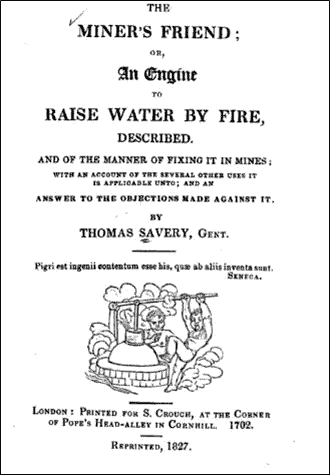 THE
MINER'S FRIEND;
OR,
An Engine
TO
RAISE WATER BY FIRE,
DESCRIBED.
AND OF THE MANNER OF FIXING IT IN MINES;
WITH AN ACCOUNT OF THE SEVERAL OTHER USES IT
IS APPLICABLE UNTO; AND AN
ANSWER TO THE OBJECTIONS MADE AGAINST IT.
BY
THOMAS SAVERY, GENT.
Pigri est ingenii contentum esse his, quæ ab aliis inventa sunt.
SENECA.
LONDON: PRINTED FOR S. CROUCH, AT THE CORNER
OF POPE'S HEAD-ALLEY IN CORNHILL. 1702.
REPRINTED, 1827.